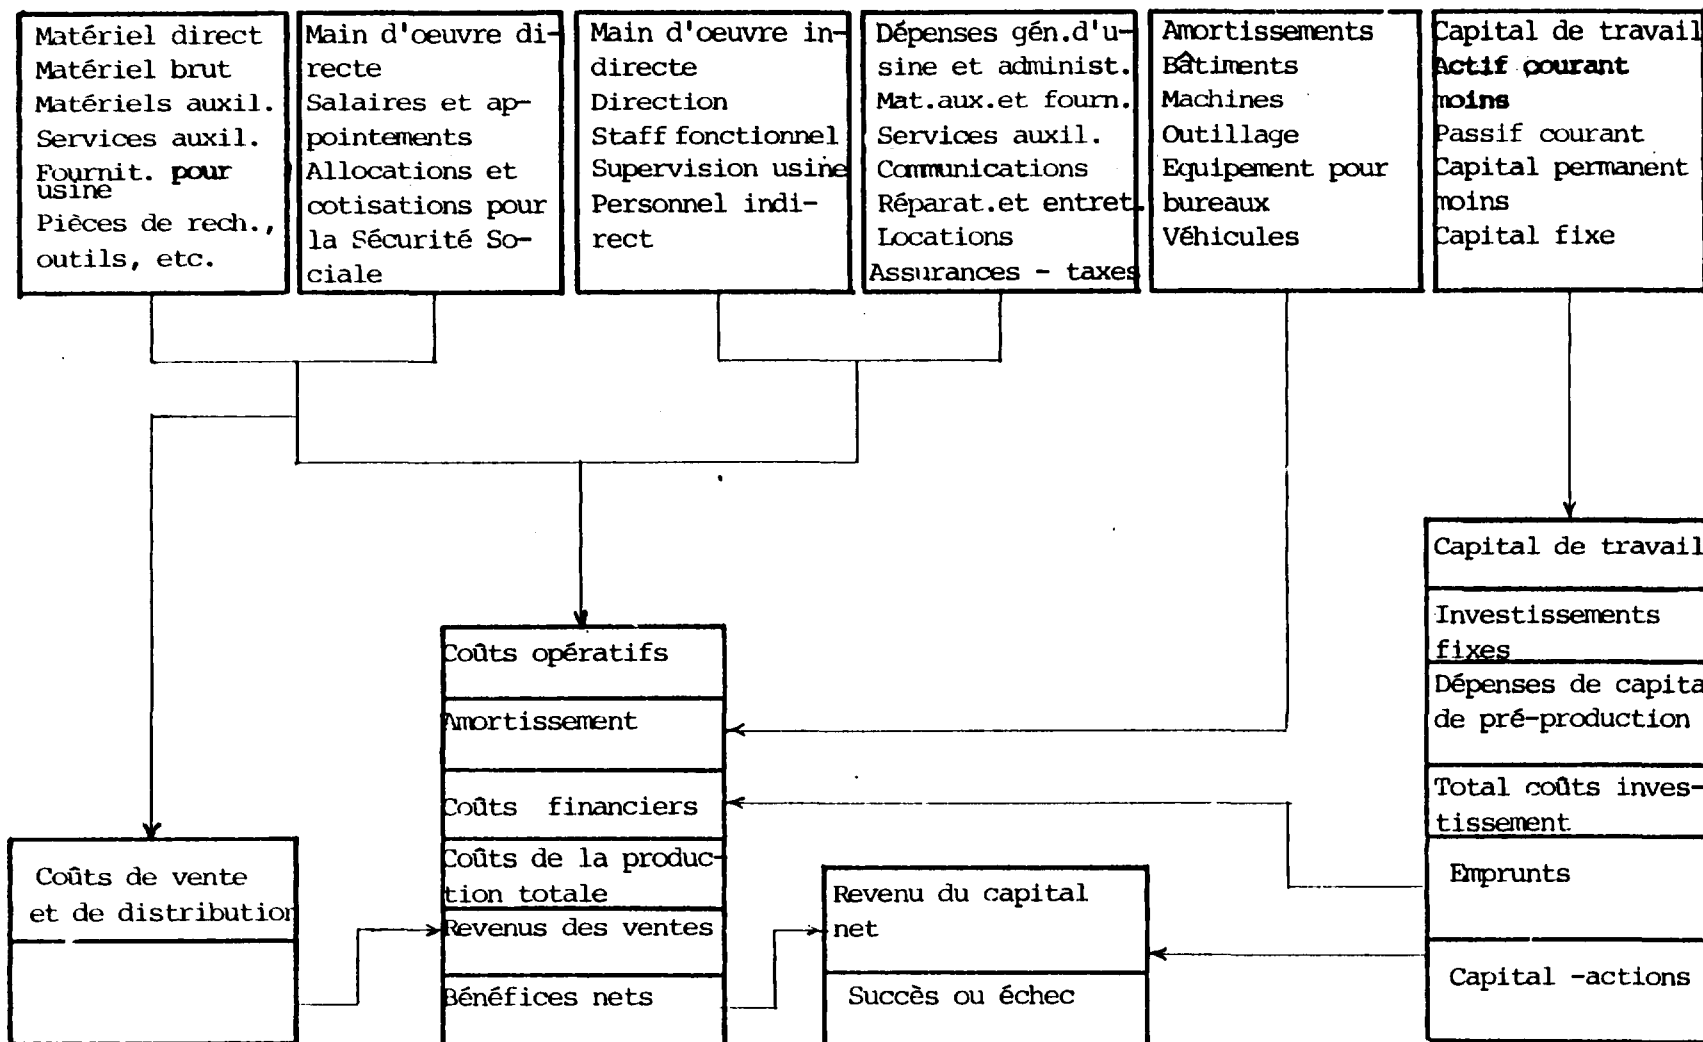 Matériel direct
Matériel brut
Matériels auxil.
Services auxil.
Fournit. pour
usine
Pièces de rech.,
outils, etc.
Main d'oeuvre di-
recte
Salaires et ap-
pointements
Allocations et
cotisations pour
la Sécurité So-
ciale
Main d'oeuvre in-
directe
Direction
Staff fonctionnel
Supervision usine
Personnel indi-
rect
Dépenses gén.d'u-
sine et administ.
Mat.aux.et fourn.
Services auxil.
Communications
Réparat.et entret.
Locations
Assurances - taxes
Amortissements
Bâtiments
Machines
Outillage
Equipement pour
bureaux
Véhicules
Capital de travail
Actif courant
moins
Passif courant
Capital permanent
moins
Capital fixe
Capital de travail
Investissements
fixes
Dépenses de capita
de pré-production
Total coûts inves-
tissement
Emprunts
Capital -actions
Coûts opératifs
Amortissement
Coûts financiers
Coûts de la produc-
tion totale
Revenus des ventes
Bénéfices nets
Coûts de vente
et de distribution
Revenu du capital
net
Succès ou échec